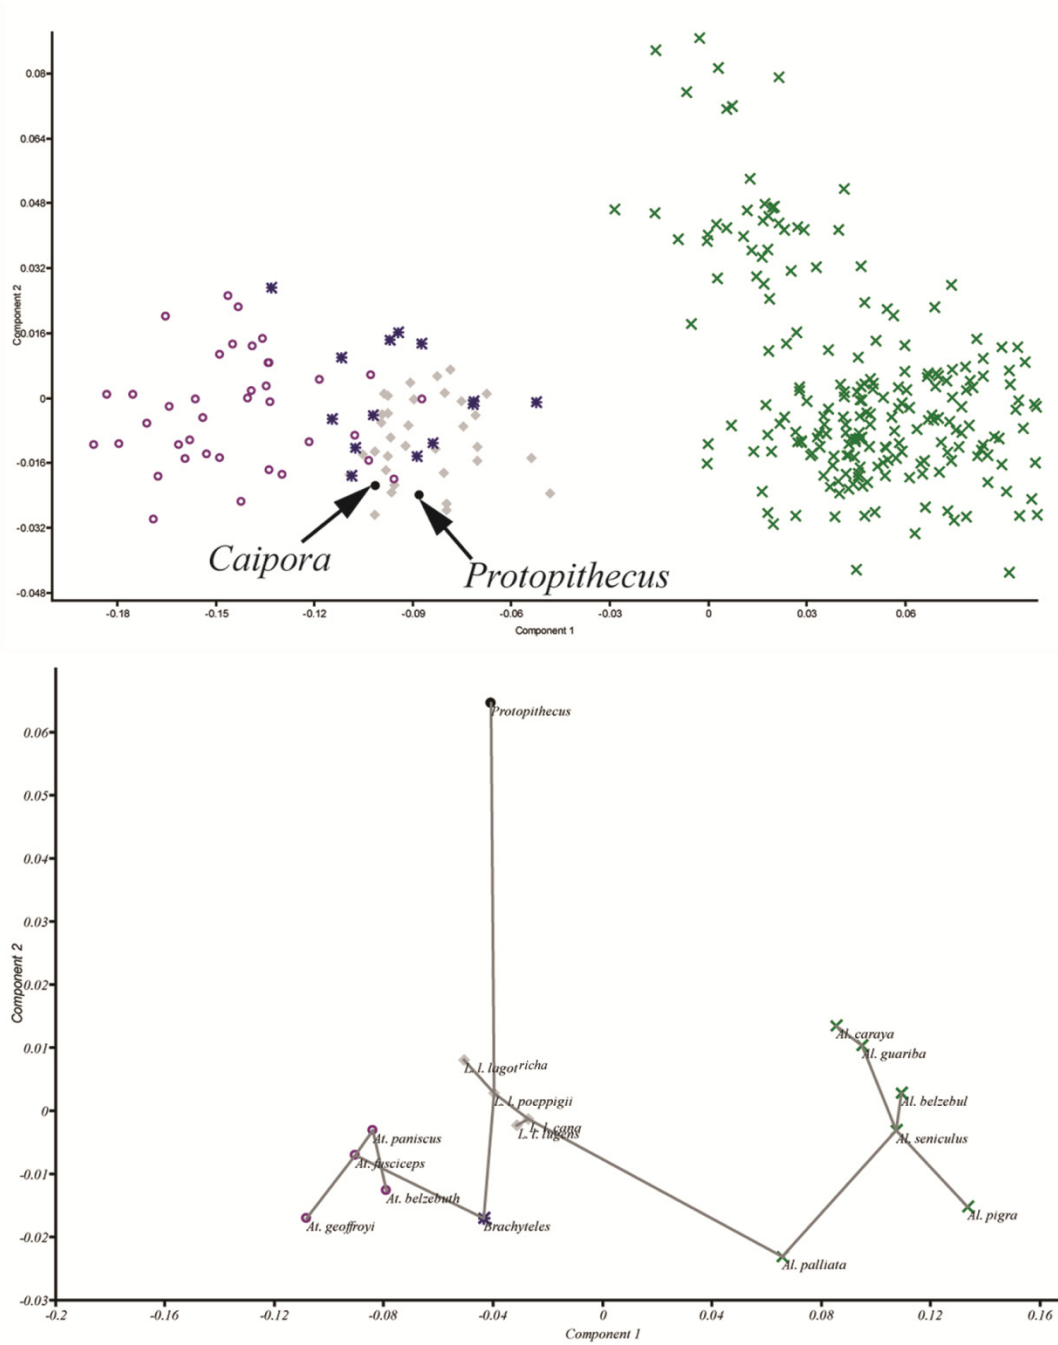 0.08
0.064
0.048
0.032
0.016
0
-0.016
-0.032
-0.048
Component 2
Caipora
Protopithecus
-0.18 -0.15 -0.12 -0.09 -0.06 -0.03 0 0.03 0.06
Component 1
Protopithecus
0.06
0.05
0.04
0.03
0.02
0.01
0
-0.01
-0.02
-0.03
Component 2
Al. caraya
Al. guariba
L. l. lagotricha
L. l. poeppigii
Al. belzebul
L. l. cana
L. l. lugens
At. paniscus
Al. seniculus
At. fusciceps
At. belzebuth
Al. pigra
At. geoffroyi
Brachyteles
Al. palliata
-0.2 -0.16 -0.12 -0.08 -0.04 0 0.04 0.08 0.12 0.16
Component 1